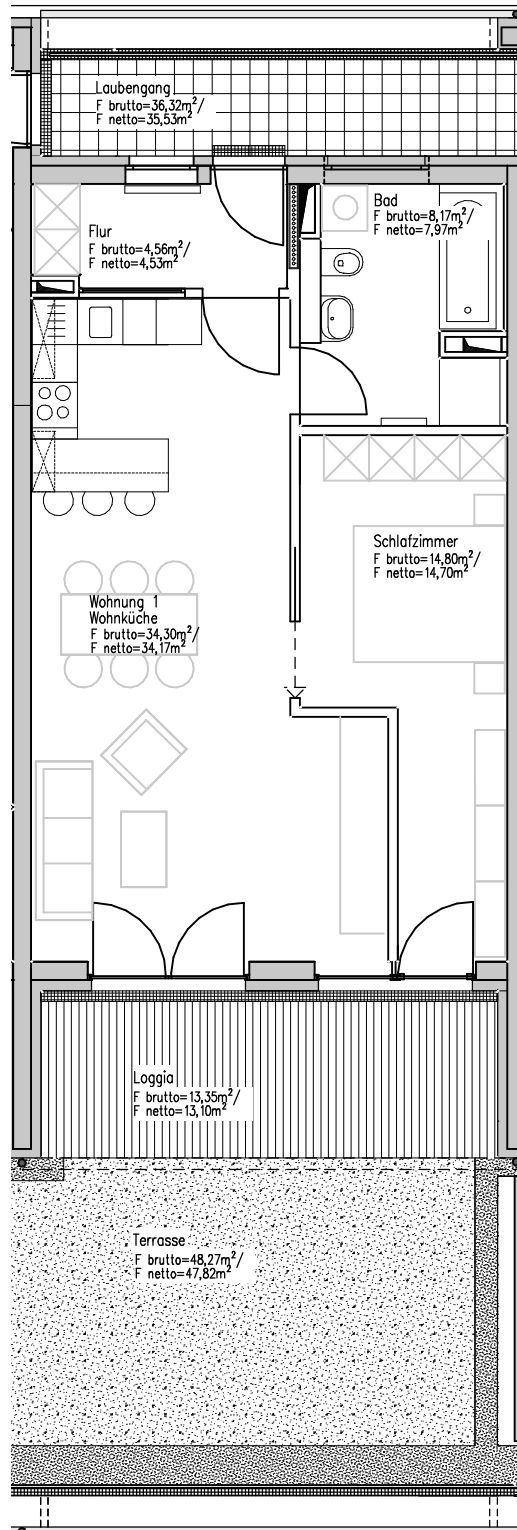 Laubengang
F brutto=36,32m²/
F netto=35,53m²
Bad
F brutto=8,17m²/
F netto=7,97m²
Flur
F brutto=4,56m²/
F netto=4,53m²
Schlafzimmer
F brutto=14,80m²/
F netto=14,70m²
Wohnung 1
Wohnküche
F brutto=34,30m²/
F netto=34,17m²
Loggia
F brutto=13,35m²/
F netto=13,10m²
Terrasse
F brutto=48,27m²/
F netto=47,82m²